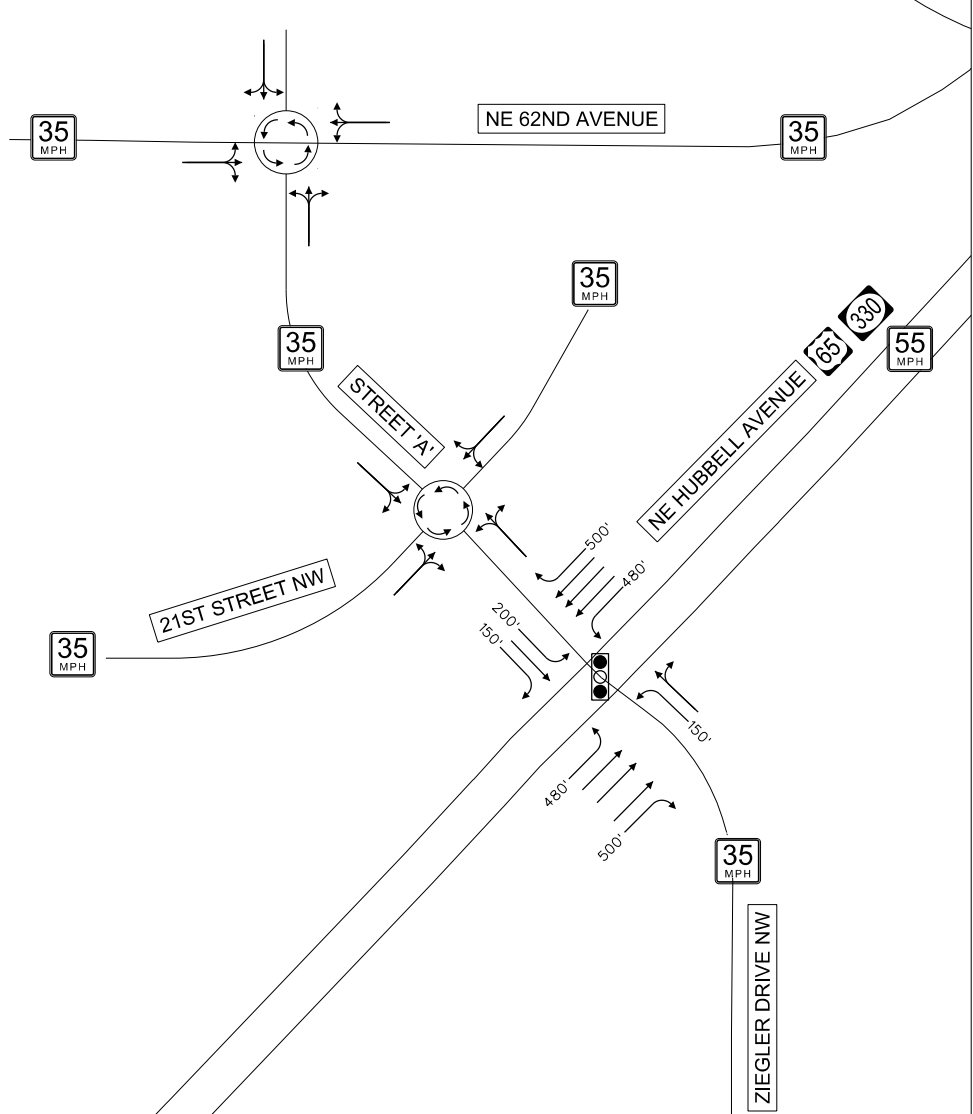 NE 62ND AVENUE
35
MPH
35
MPH
35
MPH
330
65
35
MPH
55
MPH
STREET 'A'
NE HUBBELL AVENUE
500'
480'
21ST STREET NW
200'
150'
35
MPH
150'
480'
500'
35
MPH
ZIEGLER DRIVE NW